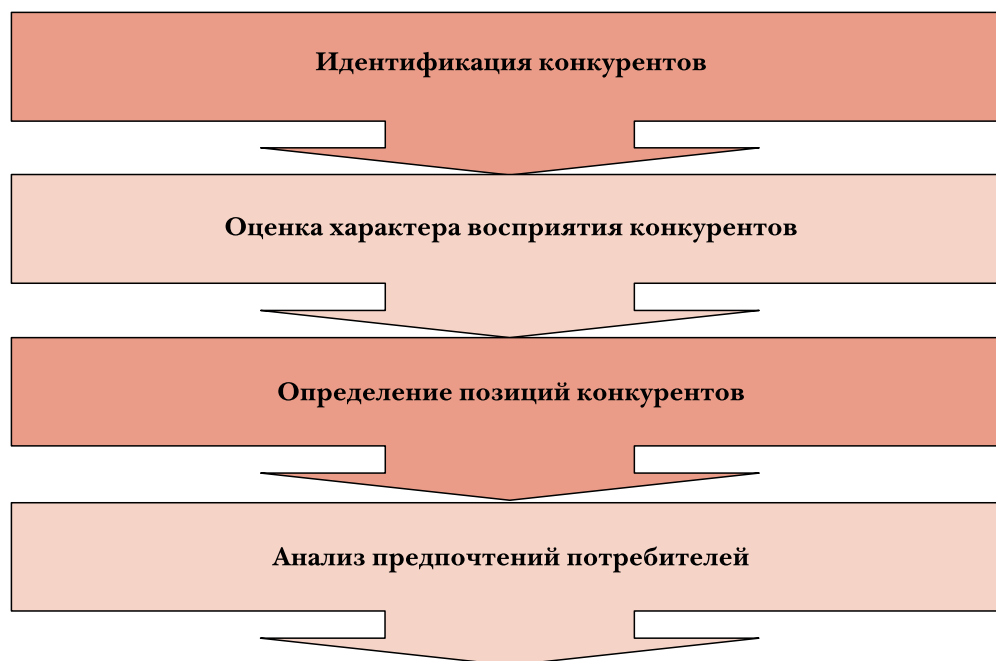 Идентификация конкурентов
Оценка характера восприятия конкурентов
Определение позиций конкурентов
Анализ предпочтений потребителей